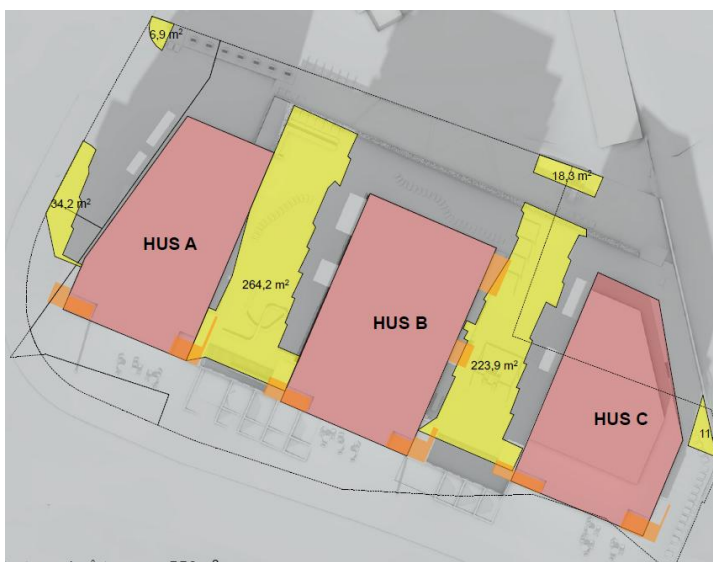 6,9 m²
18,3 m²
34,2 m²
HUS A
264,2 m²
HUS B
223,9 m²
HUS C
11,